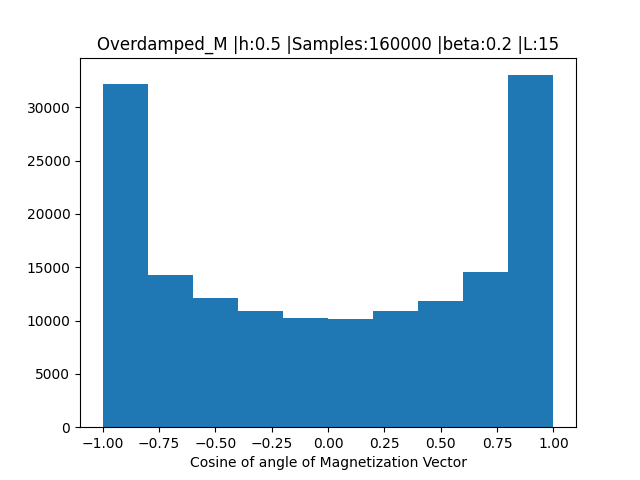 Overdamped_M |h:0.5 |Samples:160000 |beta:0.2 |L:15
30000
25000
20000
15000
10000
5000
0
−1.00 −0.75 −0.50 −0.25 0.00 0.25 0.50 0.75 1.00
Cosine of angle of Magnetization Vector